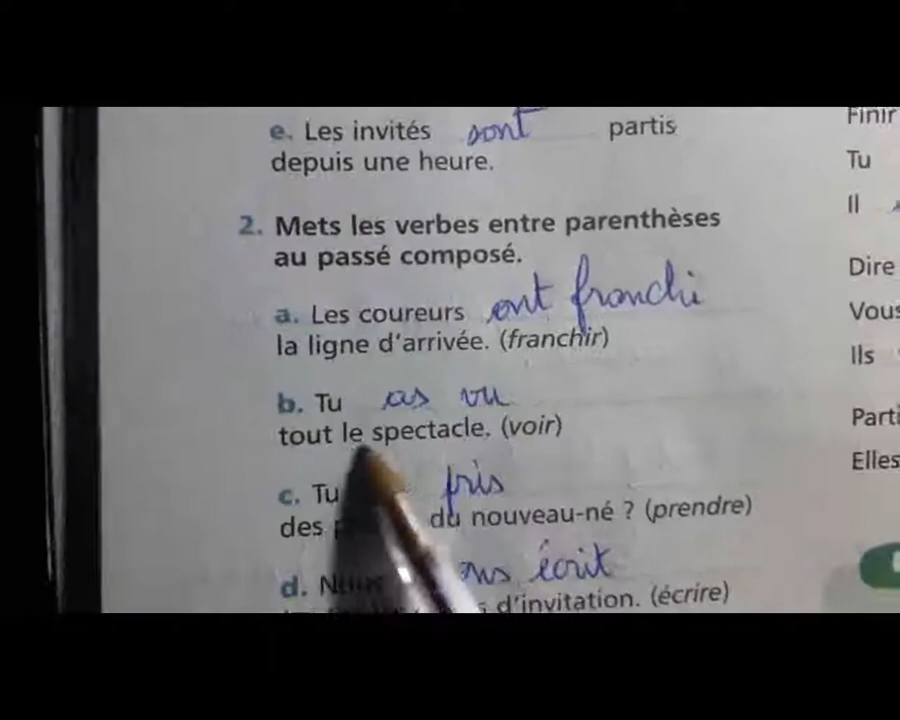 e. Les invités sont partis
depuis une heure.
2. Mets les verbes entre parenthèses
au passé composé.
a. Les coureurs ont franchi
la ligne d'arrivée. (franchir)
b. Tu as vu
tout le spectacle. (voir)
c. Tu pris
des du nouveau-né ? (prendre)
d. Nous écrit
d'invitation. (écrire)
Finir
Tu
Il
Dire
Vous
Ils
Elles